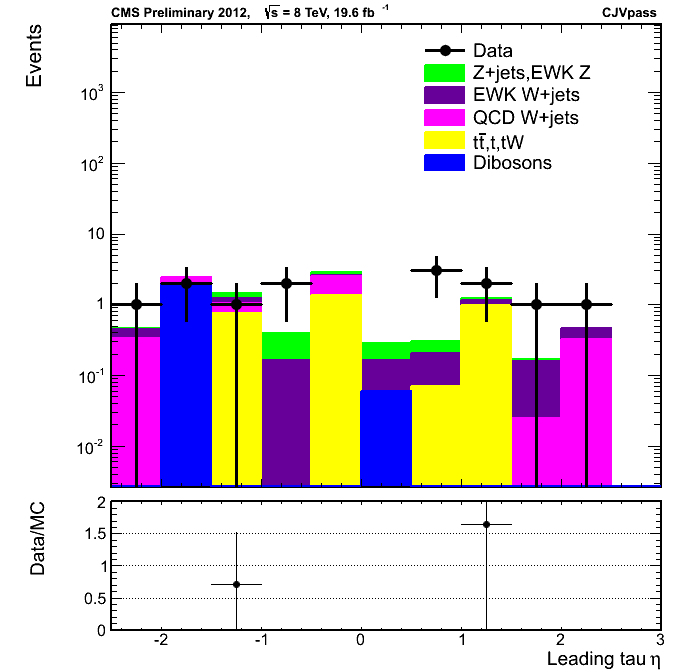 CMS Preliminary 2012, √s = 8 TeV, 19.6 fb⁻¹ CJVpass
Events
10³
10²
10
1
10⁻¹
10⁻²
Data
Z+jets,EWK Z
EWK W+jets
QCD W+jets
tt̄,t,tW
Dibosons
Data/MC
2
1.5
1
0.5
0
-2 -1 0 1 2 3
Leading tau η